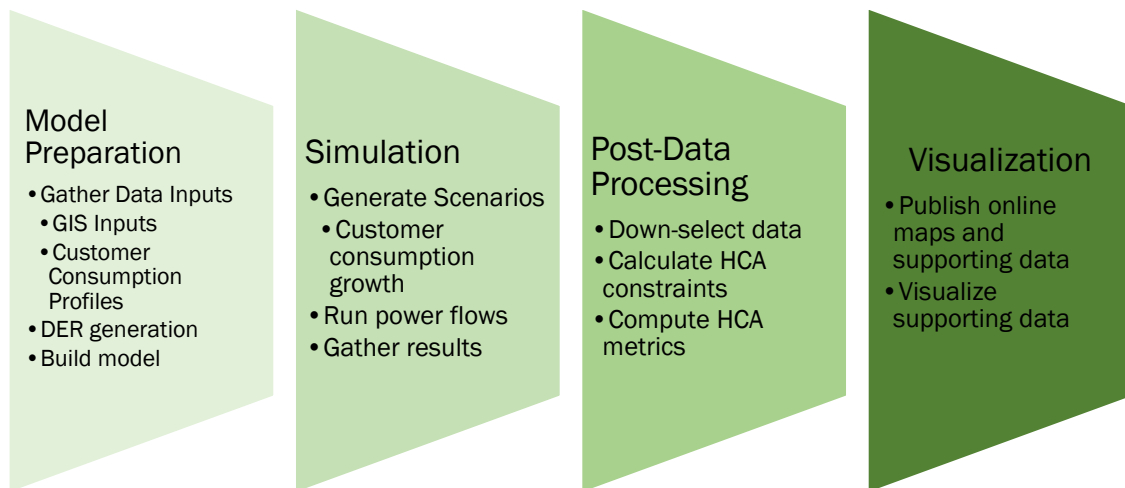 Model
Preparation
•Gather Data Inputs
•GIS Inputs
•Customer
Consumption
Profiles
•DER generation
•Build model
Simulation
•Generate Scenarios
•Customer
consumption
growth
•Run power flows
•Gather results
Post-Data
Processing
•Down-select data
•Calculate HCA
constraints
•Compute HCA
metrics
Visualization
•Publish online
maps and
supporting data
•Visualize
supporting data